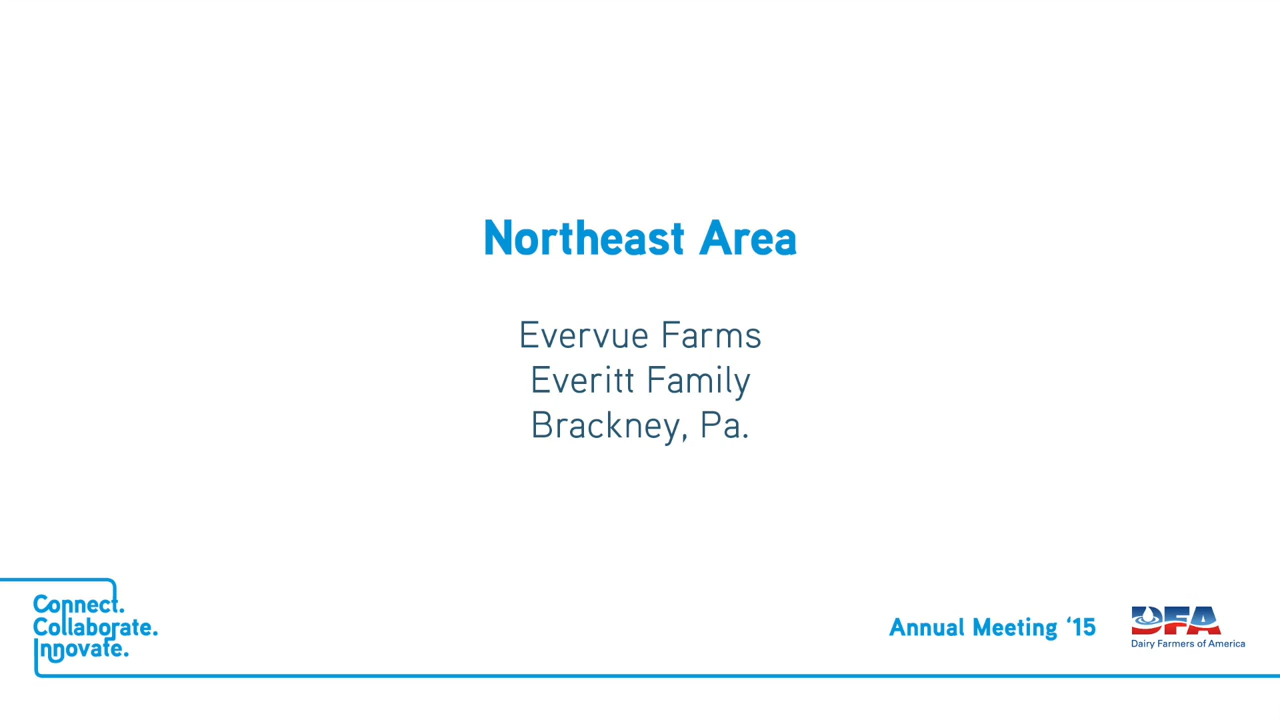 Northeast Area
Evervue Farms
Everitt Family
Brackney, Pa.
Connect.
Collaborate.
Innovate.
Annual Meeting ‘15
DFA
Dairy Farmers of America